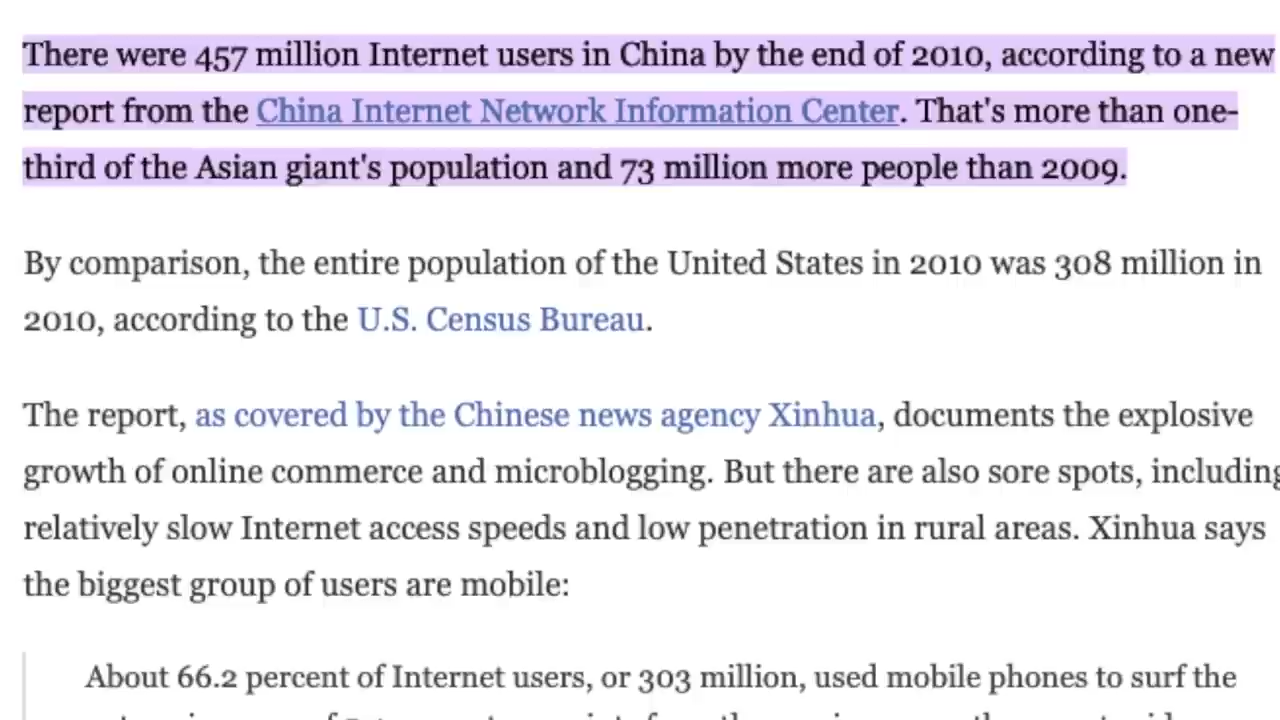 There were 457 million Internet users in China by the end of 2010, according to a new
report from the China Internet Network Information Center. That's more than one-
third of the Asian giant's population and 73 million more people than 2009.
By comparison, the entire population of the United States in 2010 was 308 million in
2010, according to the U.S. Census Bureau.
The report, as covered by the Chinese news agency Xinhua, documents the explosive
growth of online commerce and microblogging. But there are also sore spots, including
relatively slow Internet access speeds and low penetration in rural areas. Xinhua says
the biggest group of users are mobile:
About 66.2 percent of Internet users, or 303 million, used mobile phones to surf the